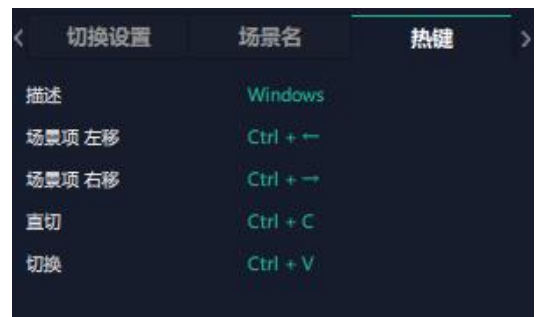 < 切换设置 场景名 热键 >
描述 Windows
场景项 左移 Ctrl + ←
场景项 右移 Ctrl + →
直切 Ctrl + C
切换 Ctrl + V